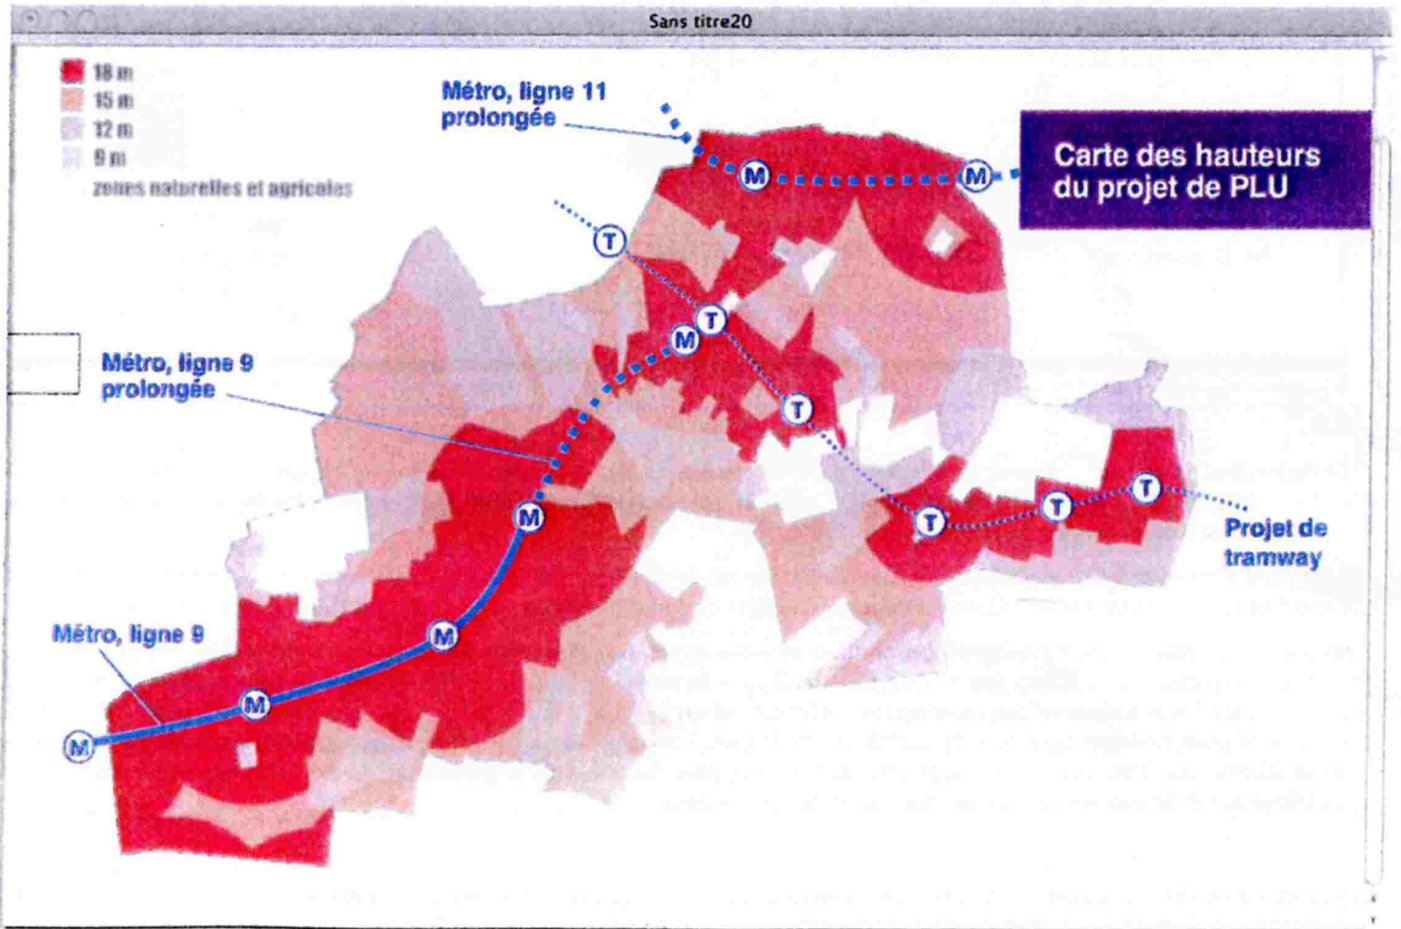 Sans titre20
18 m
15 m
12 m
9 m
zones naturelles et agricoles
Métro, ligne 11
prolongée
M
M
Carte des hauteurs
du projet de PLU
T
T
M
Métro, ligne 9
prolongée
T
M
T
T
T
Projet de
tramway
Métro, ligne 9
M
M
M